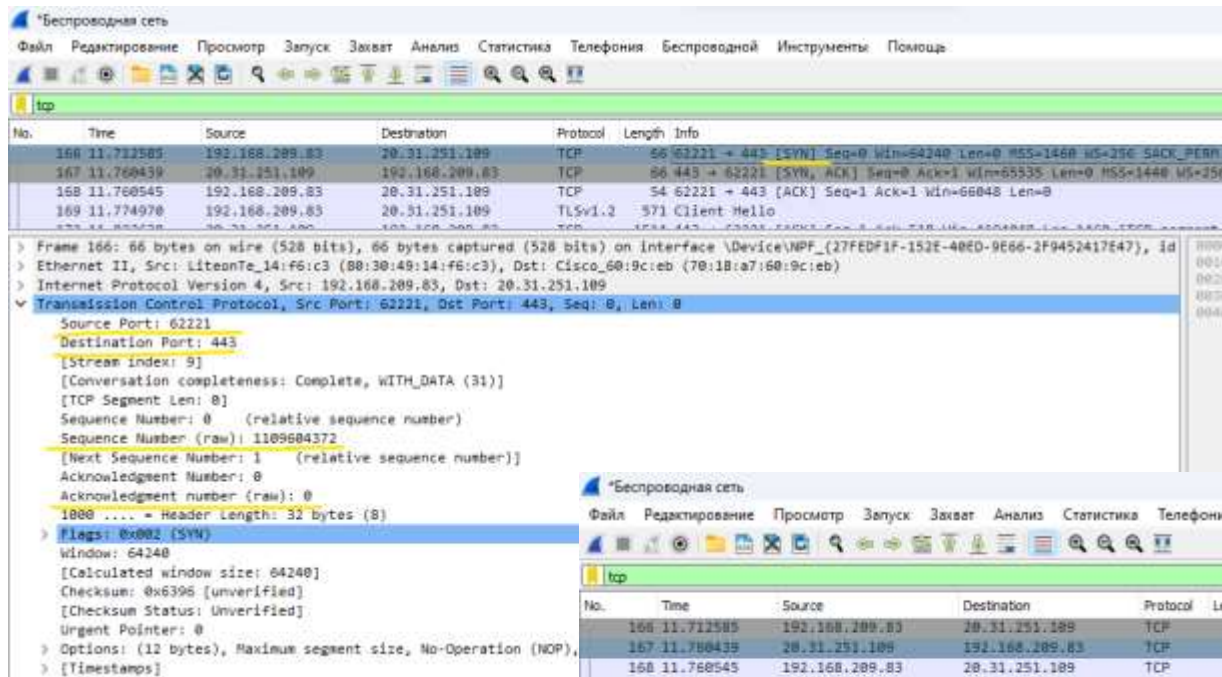 *Беспроводная сеть
Файл Редактирование Просмотр Запуск Захват Анализ Статистика Телефония Беспроводной Инструменты Помощь
tcp
No. Time Source Destination Protocol Length Info
166 11.712585 192.168.209.83 20.31.251.109 TCP 66 62221 → 443 [SYN] Seq=0 Win=64240 Len=0 MSS=1460 WS=256 SACK_PERM
167 11.760439 20.31.251.109 192.168.209.83 TCP 66 443 → 62221 [SYN, ACK] Seq=0 Ack=1 Win=65535 Len=0 MSS=1440 WS=256
168 11.760545 192.168.209.83 20.31.251.109 TCP 54 62221 → 443 [ACK] Seq=1 Ack=1 Win=66048 Len=0
169 11.774970 192.168.209.83 20.31.251.109 TLSv1.2 571 Client Hello
Frame 166: 66 bytes on wire (528 bits), 66 bytes captured (528 bits) on interface \Device\NPF_{27FEDF1F-152E-40ED-9E66-2F9452417E47}, id
Ethernet II, Src: LiteonTe_14:f6:c3 (80:30:49:14:f6:c3), Dst: Cisco_60:9c:eb (70:18:a7:60:9c:eb)
Internet Protocol Version 4, Src: 192.168.209.83, Dst: 20.31.251.109
Transmission Control Protocol, Src Port: 62221, Dst Port: 443, Seq: 0, Len: 0
Source Port: 62221
Destination Port: 443
[Stream index: 9]
[Conversation completeness: Complete, WITH_DATA (31)]
[TCP Segment Len: 0]
Sequence Number: 0 (relative sequence number)
Sequence Number (raw): 1109604372
[Next Sequence Number: 1 (relative sequence number)]
Acknowledgment Number: 0
Acknowledgment number (raw): 0
1000 .... = Header Length: 32 bytes (8)
Flags: 0x002 (SYN)
Window: 64240
[Calculated window size: 64240]
Checksum: 0x6396 [unverified]
[Checksum Status: Unverified]
Urgent Pointer: 0
Options: (12 bytes), Maximum segment size, No-Operation (NOP),
[Timestamps]
*Беспроводная сеть
Файл Редактирование Просмотр Запуск Захват Анализ Статистика Телефони
tcp
No. Time Source Destination Protocol
166 11.712585 192.168.209.83 20.31.251.109 TCP
167 11.760439 20.31.251.109 192.168.209.83 TCP
168 11.760545 192.168.209.83 20.31.251.109 TCP